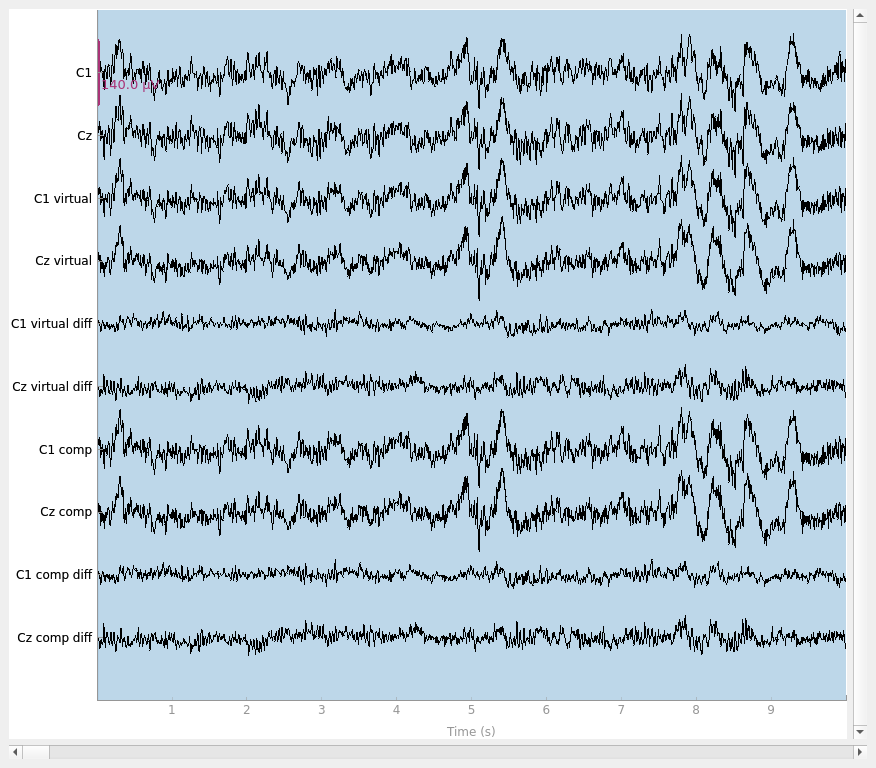 C1
140.0 µV
Cz
C1 virtual
Cz virtual
C1 virtual diff
Cz virtual diff
C1 comp
Cz comp
C1 comp diff
Cz comp diff
1 2 3 4 5 6 7 8 9
Time (s)